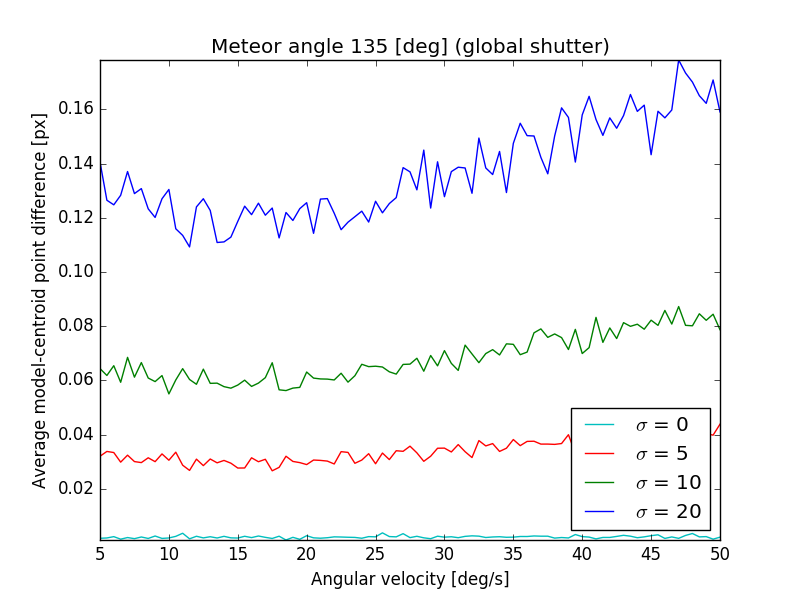 Meteor angle 135 [deg] (global shutter)
Average model-centroid point difference [px]
0.16
0.14
0.12
0.10
0.08
0.06
0.04
0.02
σ = 0
σ = 5
σ = 10
σ = 20
5 10 15 20 25 30 35 40 45 50
Angular velocity [deg/s]